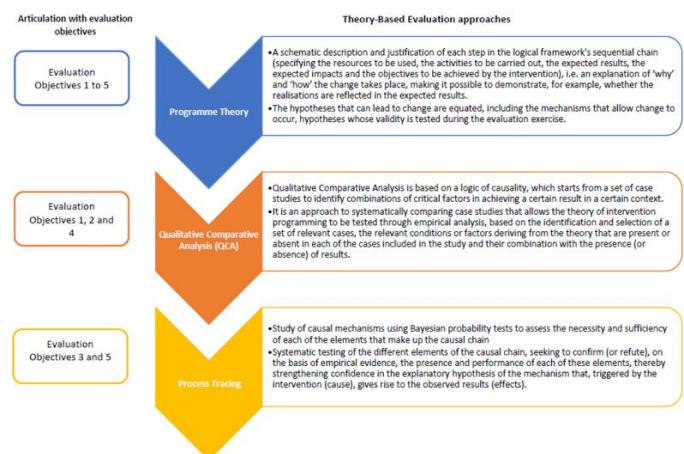 Articulation with evaluation
objectives
Theory-Based Evaluation approaches
Evaluation
Objectives 1 to 5
Programme Theory
•A schematic description and justification of each step in the logical framework's sequential chain
(specifying the resources to be used, the activities to be carried out, the expected results, the
expected impacts and the objectives to be achieved by the intervention), i.e. an explanation of 'why'
and 'how' the change takes place, making it possible to demonstrate, for example, whether the
realisations are reflected in the expected results.
•The hypotheses that can lead to change are equated, including the mechanisms that allow change to
occur, hypotheses whose validity is tested during the evaluation exercise.
Evaluation
Objectives 1, 2 and
4
Qualitative Comparative
Analysis (QCA)
•Qualitative Comparative Analysis is based on a logic of causality, which starts from a set of case
studies to identify combinations of critical factors in achieving a certain result in a certain context.
•It is an approach to systematically comparing case studies that allows the theory of intervention
programming to be tested through empirical analysis, based on the identification and selection of a
set of relevant cases, the relevant conditions or factors deriving from the theory that are present or
absent in each of the cases included in the study and their combination with the presence (or
absence) of results.
Evaluation
Objectives 3 and 5
Process Tracing
•Study of causal mechanisms using Bayesian probability tests to assess the necessity and sufficiency
of each of the elements that make up the causal chain
•Systematic testing of the different elements of the causal chain, seeking to confirm (or refute), on
the basis of empirical evidence, the presence and performance of each of these elements, thereby
strengthening confidence in the explanatory hypothesis of the mechanism that, triggered by the
intervention (cause), gives rise to the observed results (effects).